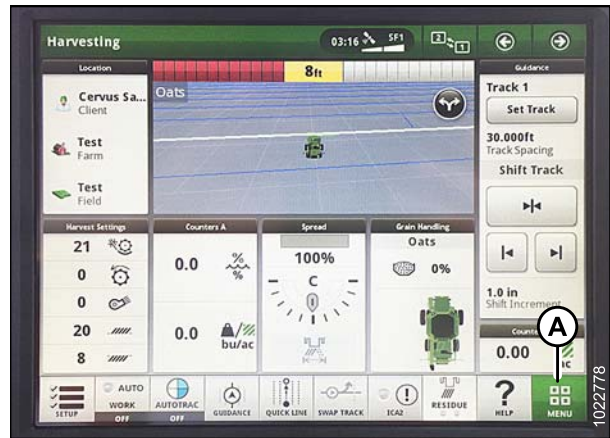 Harvesting
03:16
SF1
2
1
Location
Cervus Sa...
Client
Test
Farm
Test
Field
8ft
Oats
Guidance
Track 1
Set Track
30.000ft
Track Spacing
Shift Track
1.0 in
Shift Increment
Harvest Settings
21
0
0
20
8
Counters A
0.0 %
%
0.0
bu/ac
Spread
100%
C
Grain Handling
Oats
0%
0.00
ac
A
SETUP
AUTO
WORK
OFF
AUTOTRAC
OFF
GUIDANCE
QUICK LINE
SWAP TRACK
ICA2
RESIDUE
HELP
MENU
1022778